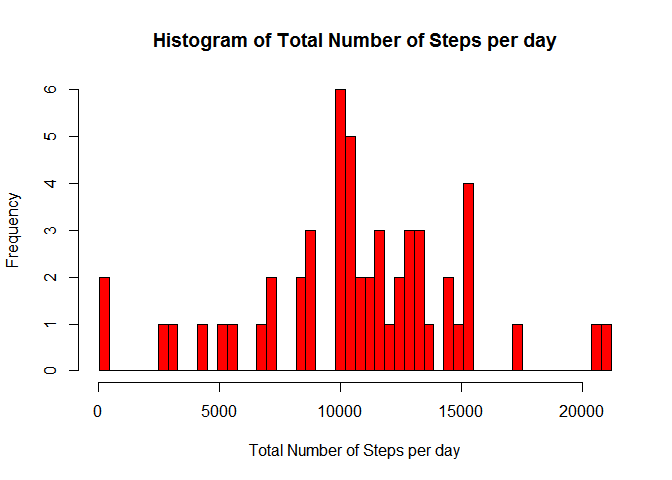 Histogram of Total Number of Steps per day
Frequency
6
5
4
3
2
1
0
0 5000 10000 15000 20000
Total Number of Steps per day